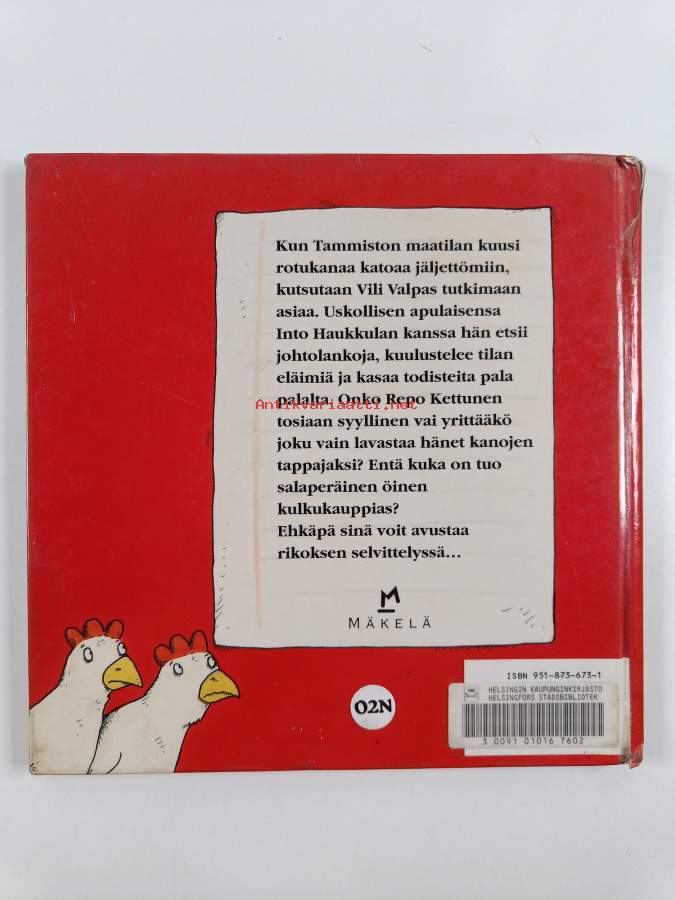 Kun Tammiston maatilan kuusi
rotukanaa katoaa jäljettömiin,
kutsutaan Vili Valpas tutkimaan
asiaa. Uskollisen apulaisensa
Into Haukkulan kanssa hän etsii
johtolankoja, kuulustelee tilan
eläimiä ja kasaa todisteita pala
palalta. Onko Repo Kettunen
Antikvariaatti.net
tosiaan syyllinen vai yrittääkö
joku vain lavastaa hänet kanojen
tappajaksi? Entä kuka on tuo
salaperäinen öinen
kulkukauppias?
Ehkäpä sinä voit avustaa
rikoksen selvittelyssä...
M
MÄKELÄ
ISBN 951-873-673-1
HELSINGIN KAUPUNGINKIRJASTO
HELSINGFORS STADSBIBLIOTEK
3 0091 01016 7602
O2N